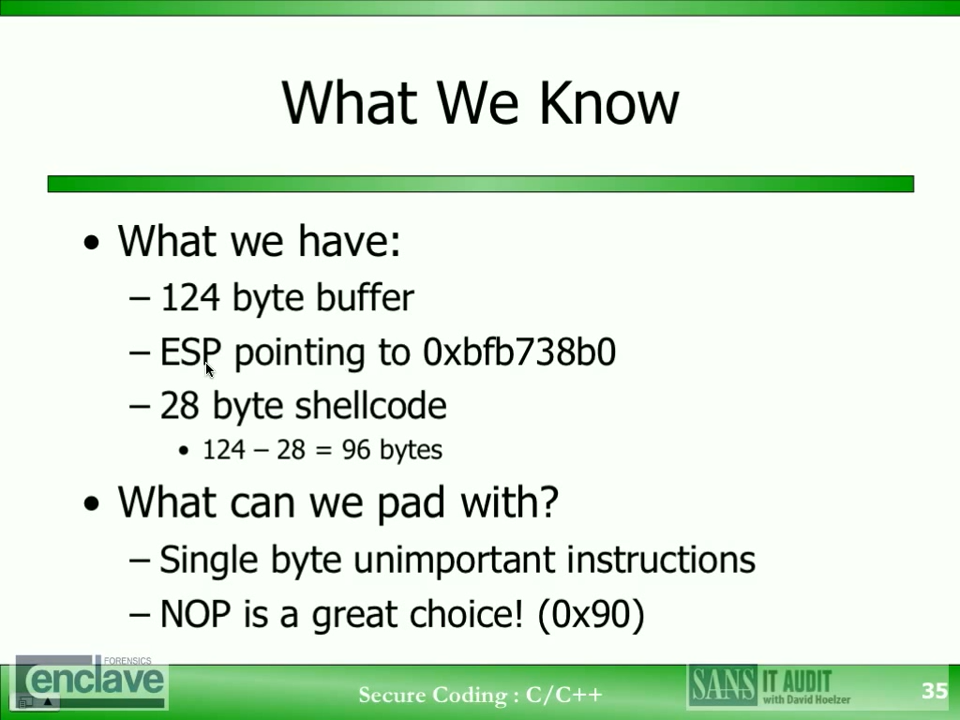 What We Know
• What we have:
– 124 byte buffer
– ESP pointing to 0xbfb738b0
– 28 byte shellcode
• 124 – 28 = 96 bytes
• What can we pad with?
– Single byte unimportant instructions
– NOP is a great choice! (0x90)
FORENSICS
enclave
Secure Coding : C/C++
SANS IT AUDIT
with David Hoelzer
35